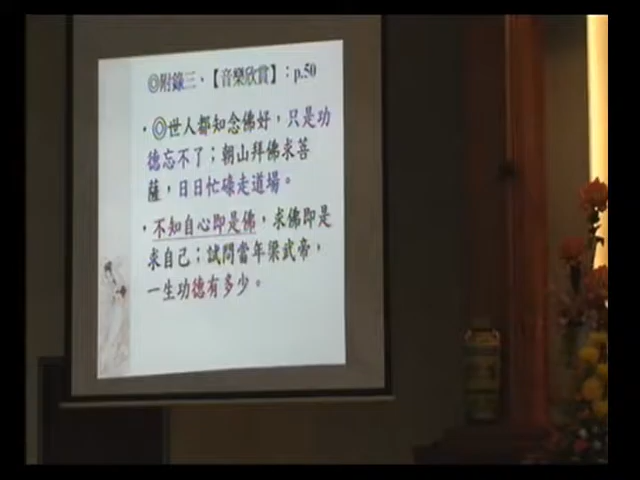 ◎附錄三、【音樂欣賞】：p.50
・◎世人都知念佛好，只是功
德忘不了；朝山拜佛求菩
薩，日日忙碌走道場。
・不知自心即是佛，求佛即是
求自己；試問當年梁武帝，
一生功德有多少。